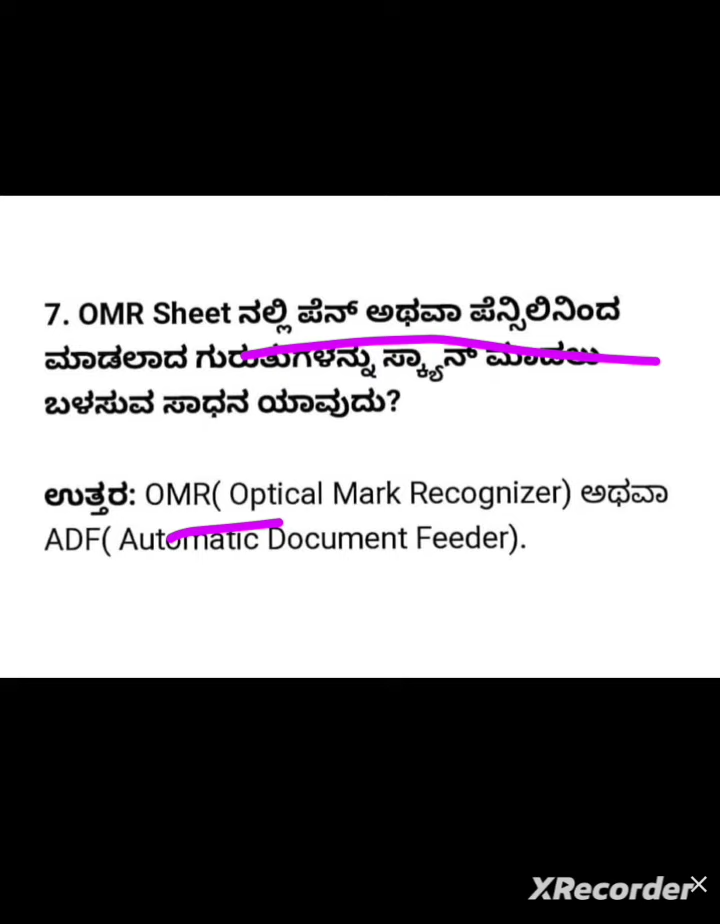 7. OMR Sheet ನಲ್ಲಿ ಪೆನ್ ಅಥವಾ ಪೆನ್ಸಿಲಿನಿಂದ
ಮಾಡಲಾದ ಗುರುತುಗಳನ್ನು ಸ್ಕ್ಯಾನ್ ಮಾಡಲು
ಬಳಸುವ ಸಾಧನ ಯಾವುದು?
ಉತ್ತರ: OMR( Optical Mark Recognizer) ಅಥವಾ
ADF( Automatic Document Feeder).
XRecorder